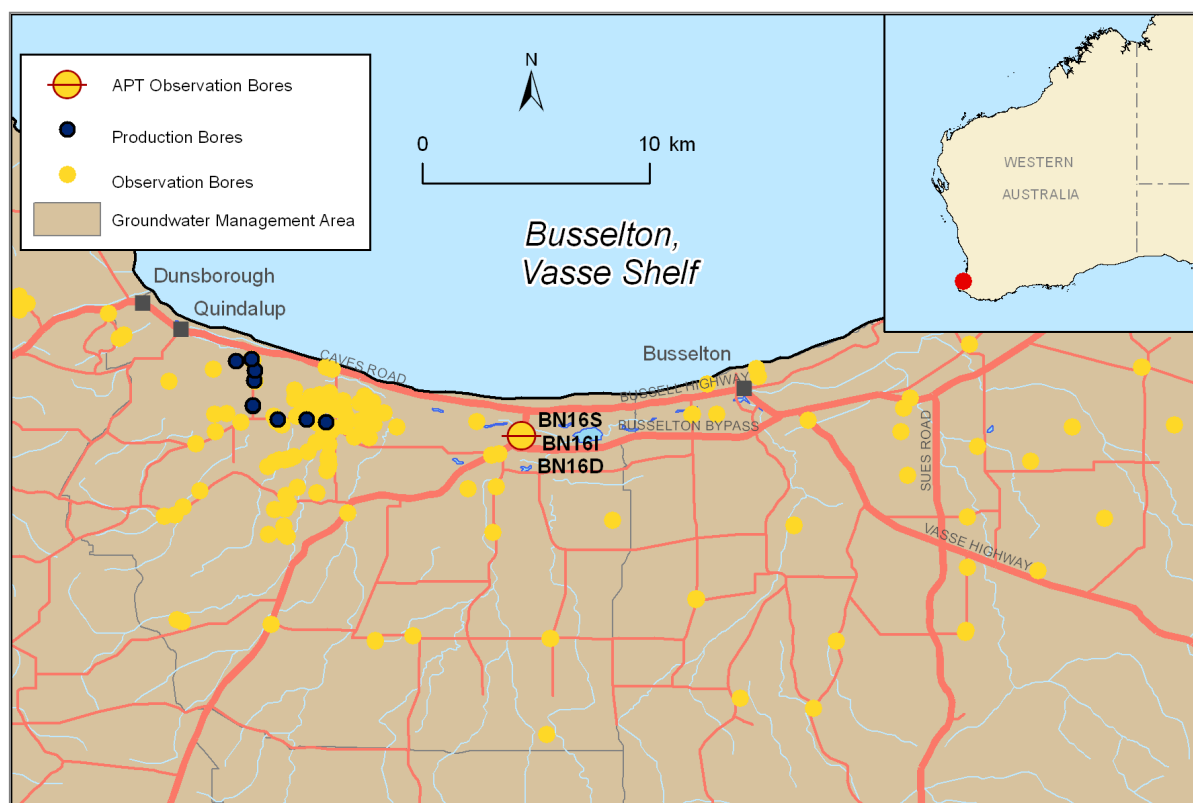 APT Observation Bores
Production Bores
Observation Bores
Groundwater Management Area
N
0
10 km
WESTERN
AUSTRALIA
Busselton,
Vasse Shelf
Dunsborough
Quindalup
CAVES ROAD
Busselton
BUSSELL HIGHWAY
BUSSELTON BYPASS
BN16S
BN16I
BN16D
SUES ROAD
VASSE HIGHWAY